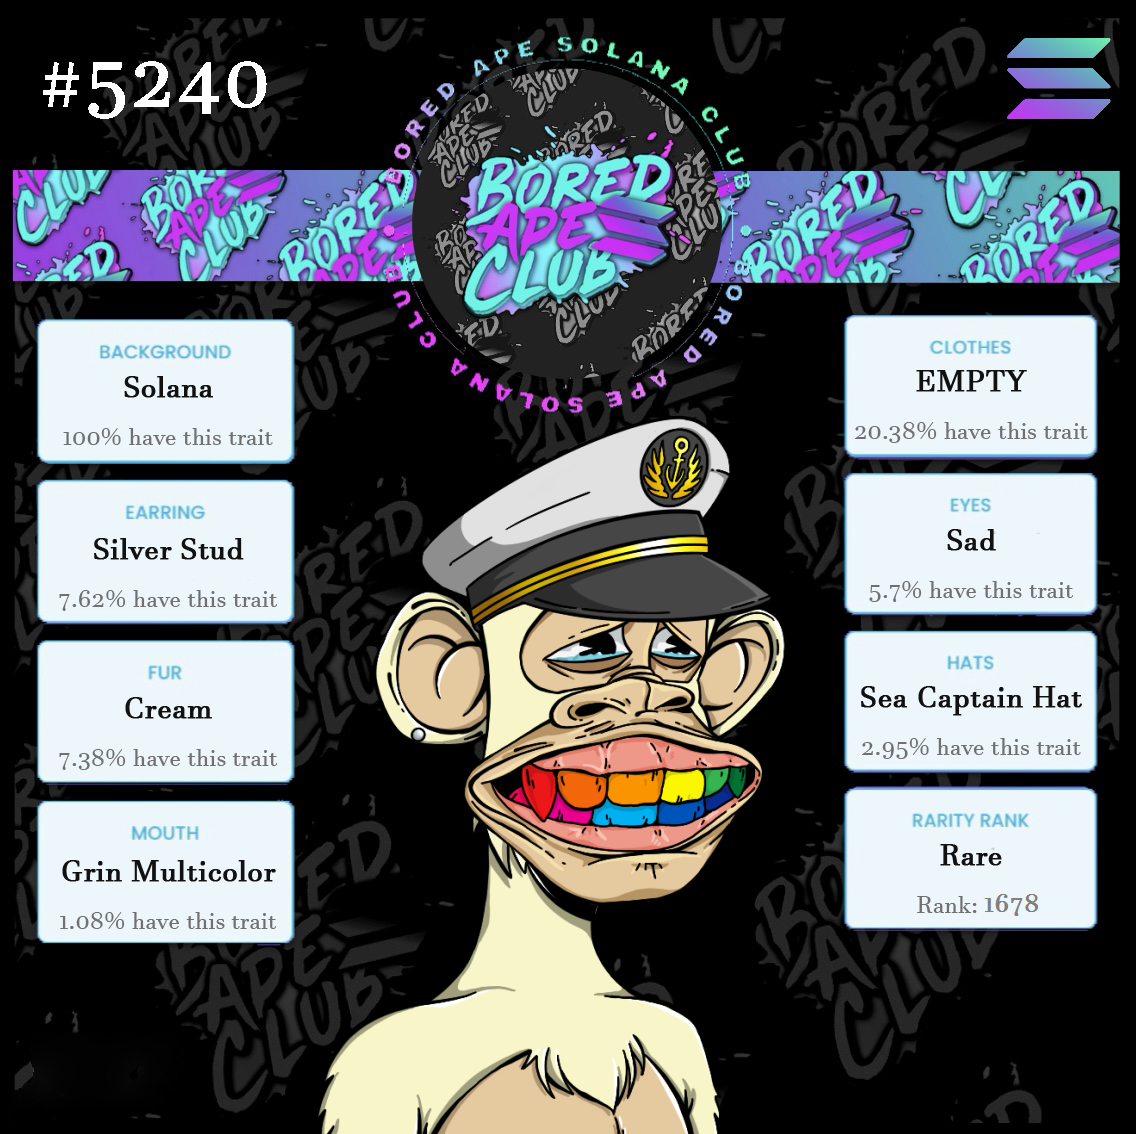 #5240
BORED APE SOLANA CLUB
BORED APE SOLANA CLUB
BORED
APE
CLUB
BACKGROUND
Solana
100% have this trait
EARRING
Silver Stud
7.62% have this trait
FUR
Cream
7.38% have this trait
MOUTH
Grin Multicolor
1.08% have this trait
CLOTHES
EMPTY
20.38% have this trait
EYES
Sad
5.7% have this trait
HATS
Sea Captain Hat
2.95% have this trait
RARITY RANK
Rare
Rank: 1678